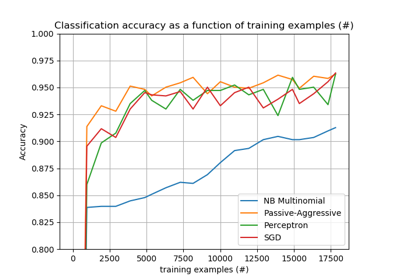 Classification accuracy as a function of training examples (#)
1.000
0.975
0.950
0.925
0.900
0.875
0.850
0.825
0.800
Accuracy
NB Multinomial
Passive-Aggressive
Perceptron
SGD
0 2500 5000 7500 10000 12500 15000 17500
training examples (#)